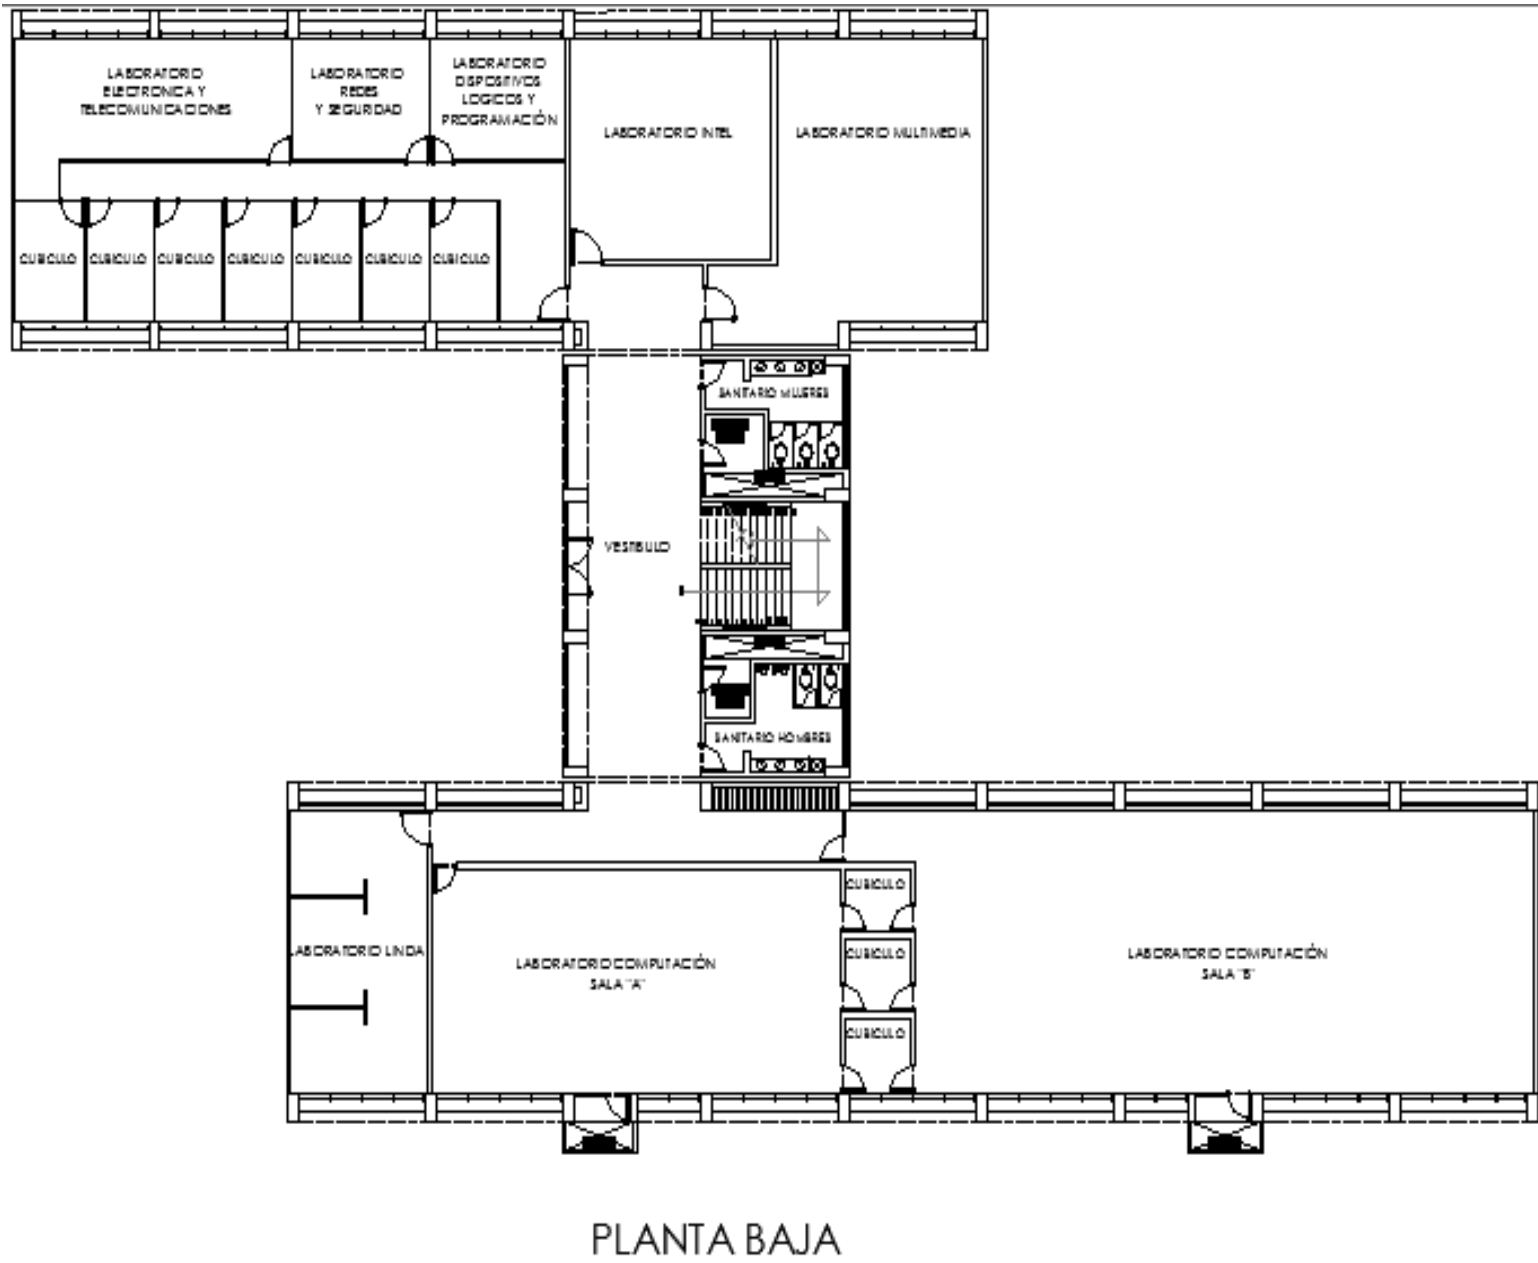 LABORATORIO
ELECTRONICA Y
TELECOMUNICACIONES
LABORATORIO
REDES
Y SEGURIDAD
LABORATORIO
DISPOSITIVOS
LOGICOS Y
PROGRAMACIÓN
LABORATORIO INTEL
LABORATORIO MULTIMEDIA
CUBICULO
CUBICULO
CUBICULO
CUBICULO
CUBICULO
CUBICULO
CUBICULO
SANITARIO MUJERES
VESTIBULO
SANITARIO HOMBRES
LABORATORIO LINDA
LABORATORIO COMPUTACIÓN
SALA "A"
CUBICULO
CUBICULO
CUBICULO
LABORATORIO COMPUTACIÓN
SALA "B"
PLANTA BAJA